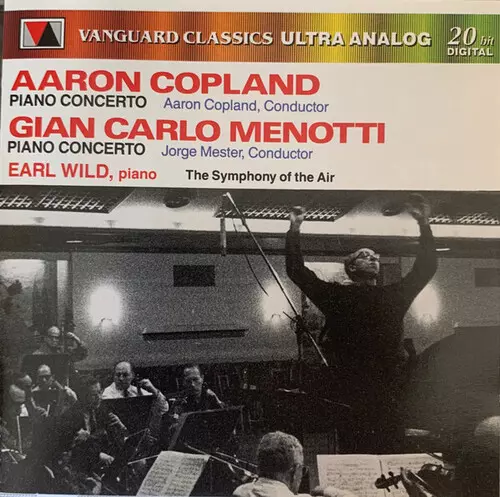 VANGUARD CLASSICS ULTRA ANALOG 20 bit DIGITAL
AARON COPLAND
PIANO CONCERTO Aaron Copland, Conductor
GIAN CARLO MENOTTI
PIANO CONCERTO Jorge Mester, Conductor
EARL WILD, piano The Symphony of the Air